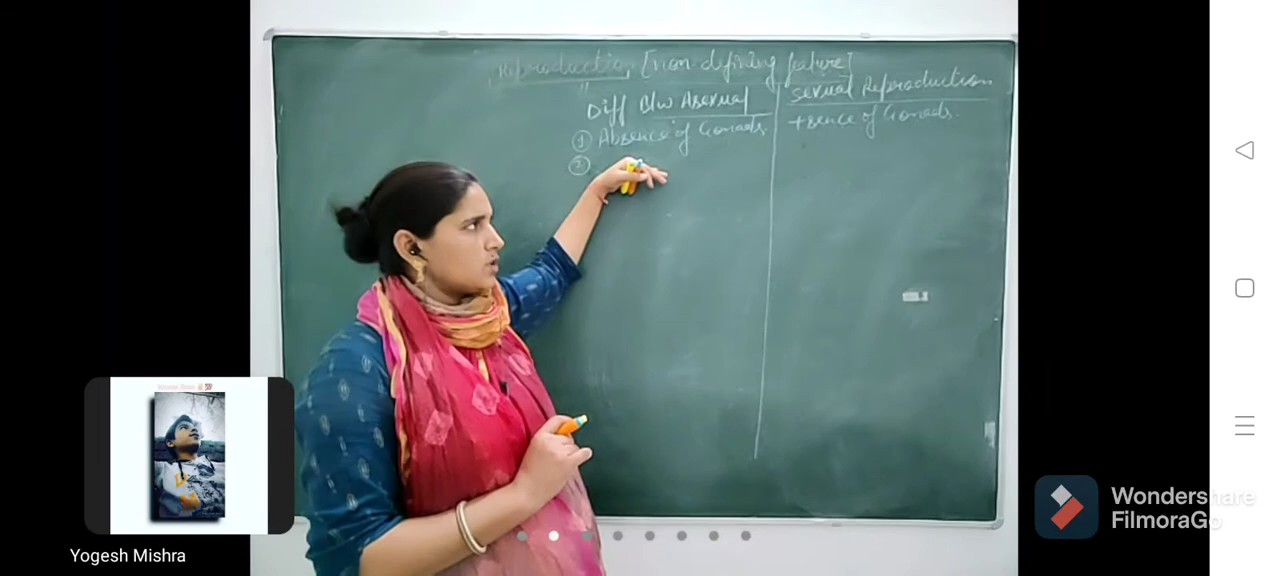 Reproduction [non-defining feature]
Diff B/w Asexual
Sexual Reproduction
① Absence of Gonads.
+sence of Gonads.
②
Yogesh Mishra
Wondershare
FilmoraGo